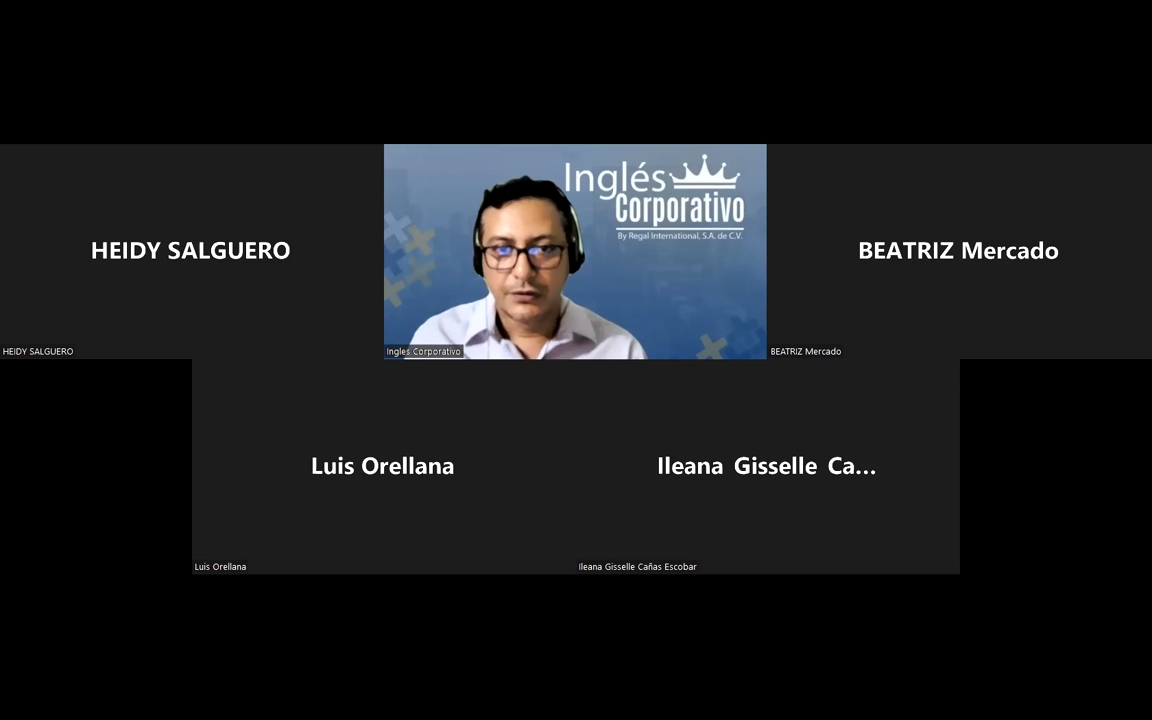 HEIDY SALGUERO
HEIDY SALGUERO
Inglés
Corporativo
By Regal International, S.A. de C.V.
Ingles Corporativo
BEATRIZ Mercado
BEATRIZ Mercado
Luis Orellana
Luis Orellana
Ileana Gisselle Ca...
Ileana Gisselle Cañas Escobar